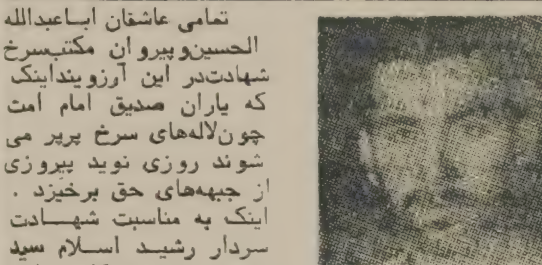 تمامی عاشقان اباعبدالله
الحسین‌وپیروان مکتب‌سرخ
شهادت‌در این آرزویند‌اینک
که یاران صدیق امام امت
چون‌لاله‌های سرخ پرپر می
شوند روزی نوید پیروزی
از جبهه‌های حق برخیزد .
اینک به مناسبت شهادت
سردار رشید اسلام سید